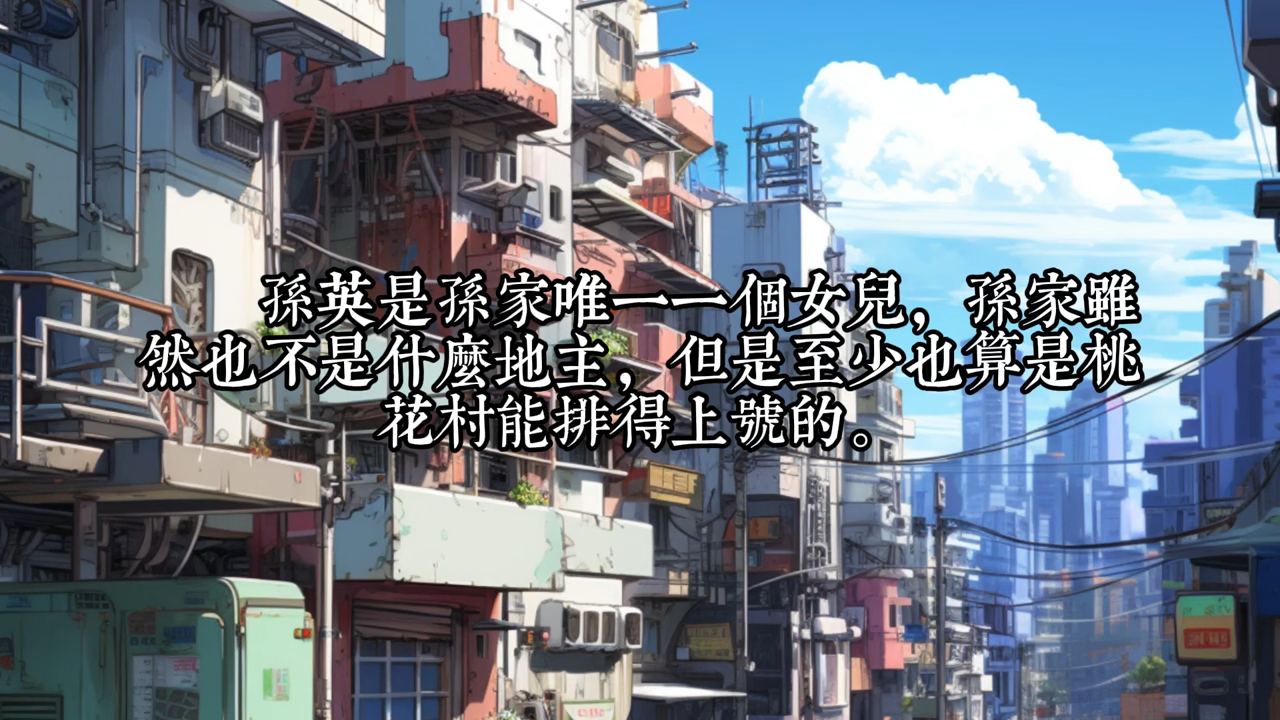 孫英是孫家唯一一個女兒，孫家雖
然也不是什麼地主，但是至少也算是桃
花村能排得上號的。